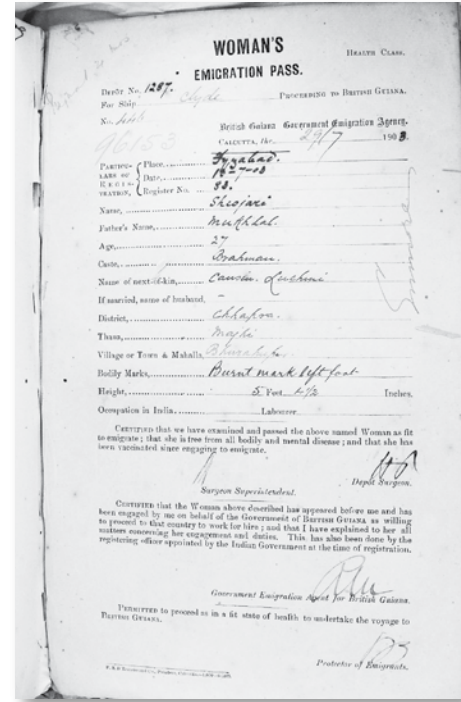 WOMAN'S
HEALTH CLASS.
EMIGRATION PASS.
DEPÔT No. 1287.
For Ship Clyde PROCEEDING TO BRITISH GUIANA.
No. 446
96153 British Guiana Government Emigration Agency.
CALCUTTA, the 29/7 1903.
PARTICULARS OF REGISTRATION,
Place, Fyzabad.
Date, 18-7-03
Register No. 83.
Name, Sheojari
Father's Name, Mukhlal.
Age, 27
Caste, Brahman.
Name of next-of-kin, Cousin. Luchmi
If married, name of husband, –
District, Chhapra.
Thana, Majhi
Village or Town & Mahalla,
Bodily Marks, Burnt mark left foot
Height, 5 Feet 4 1/2 Inches.
Occupation in India, Labourer.
CERTIFIED that we have examined and passed the above named Woman as fit
to emigrate; that she is free from all bodily and mental disease; and that she has
been vaccinated since engaging to emigrate.
Depôt Surgeon.
Surgeon Superintendent.
CERTIFIED that the Woman above described has appeared before me and has
been engaged by me on behalf of the Government of BRITISH GUIANA as willing
to proceed to that country to work for hire; and that I have explained to her all
matters concerning her engagement and duties. This has also been done by the
registering officer appointed by the Indian Government at the time of registration.
Government Emigration Agent for British Guiana.
PERMITTED to proceed as in a fit state of health to undertake the voyage to
BRITISH GUIANA.
Protector of Emigrants.